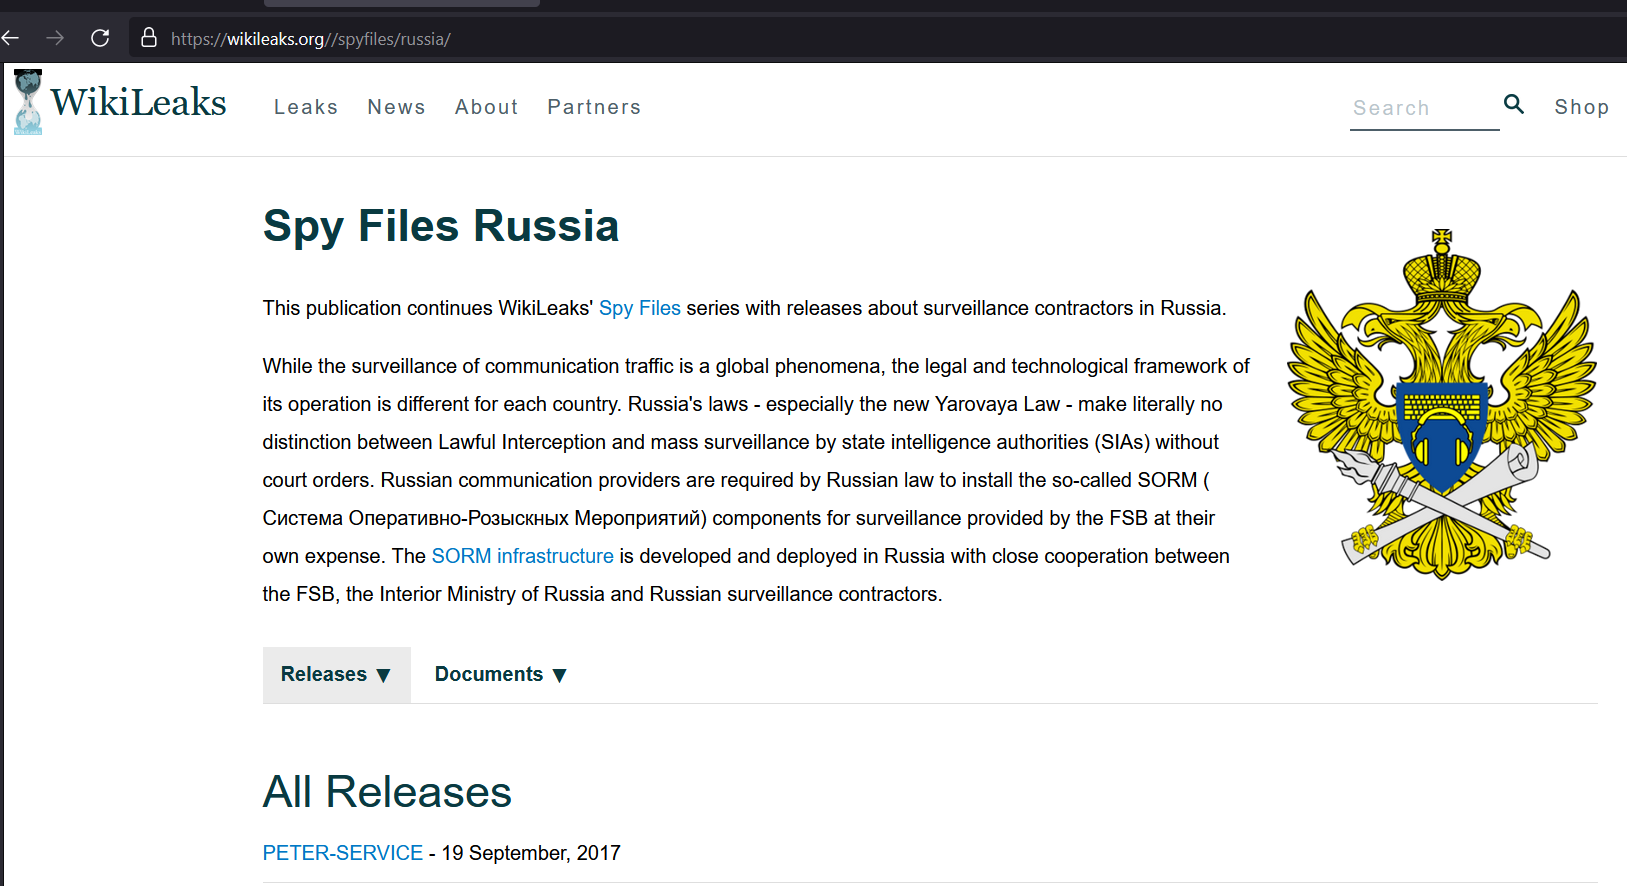 https://wikileaks.org//spyfiles/russia/
WikiLeaks
Leaks News About Partners
Search
Shop
Spy Files Russia
This publication continues WikiLeaks' Spy Files series with releases about surveillance contractors in Russia.
While the surveillance of communication traffic is a global phenomena, the legal and technological framework of
its operation is different for each country. Russia's laws - especially the new Yarovaya Law - make literally no
distinction between Lawful Interception and mass surveillance by state intelligence authorities (SIAs) without
court orders. Russian communication providers are required by Russian law to install the so-called SORM (
Система Оперативно-Розыскных Мероприятий) components for surveillance provided by the FSB at their
own expense. The SORM infrastructure is developed and deployed in Russia with close cooperation between
the FSB, the Interior Ministry of Russia and Russian surveillance contractors.
Releases ▼ Documents ▼
All Releases
PETER-SERVICE - 19 September, 2017